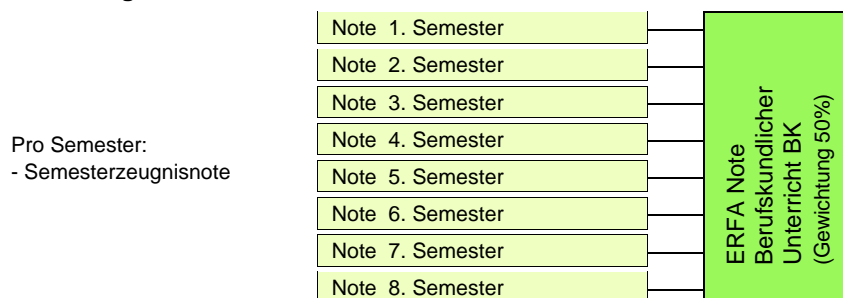 Note 1. Semester
Note 2. Semester
Note 3. Semester
Note 4. Semester
Note 5. Semester
Note 6. Semester
Note 7. Semester
Note 8. Semester
Pro Semester:
- Semesterzeugnisnote
ERFA Note
Berufskundlicher
Unterricht BK
(Gewichtung 50%)